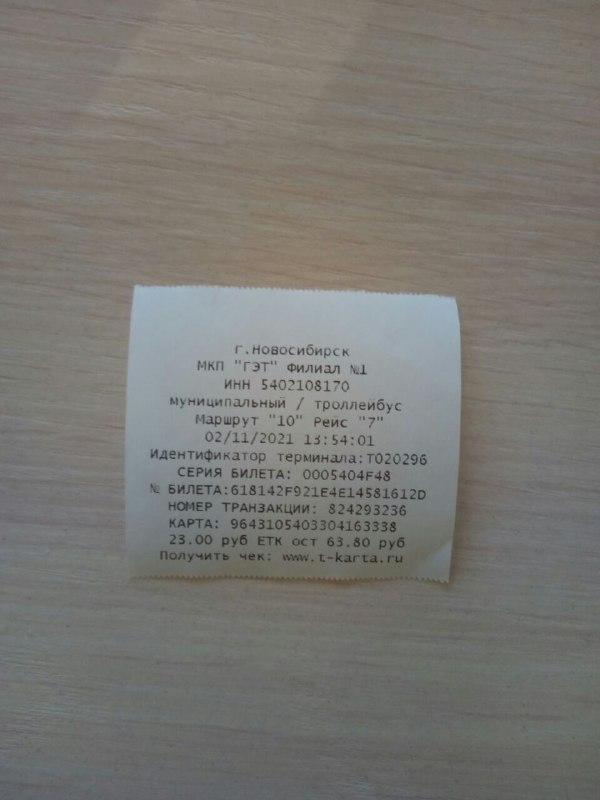 г.Новосибирск
МКП "ГЭТ" Филиал №1
ИНН 5402108170
муниципальный / троллейбус
Маршрут "10" Рейс "7"
02/11/2021 13:54:01
Идентификатор терминала:T020296
СЕРИЯ БИЛЕТА: 0005404F48
№ БИЛЕТА:618142F921E4E14581612D
НОМЕР ТРАНЗАКЦИИ: 824293236
КАРТА: 9643105403304163338
23.00 руб ЕТК ост 63.80 руб
Получить чек: www.t-karta.ru